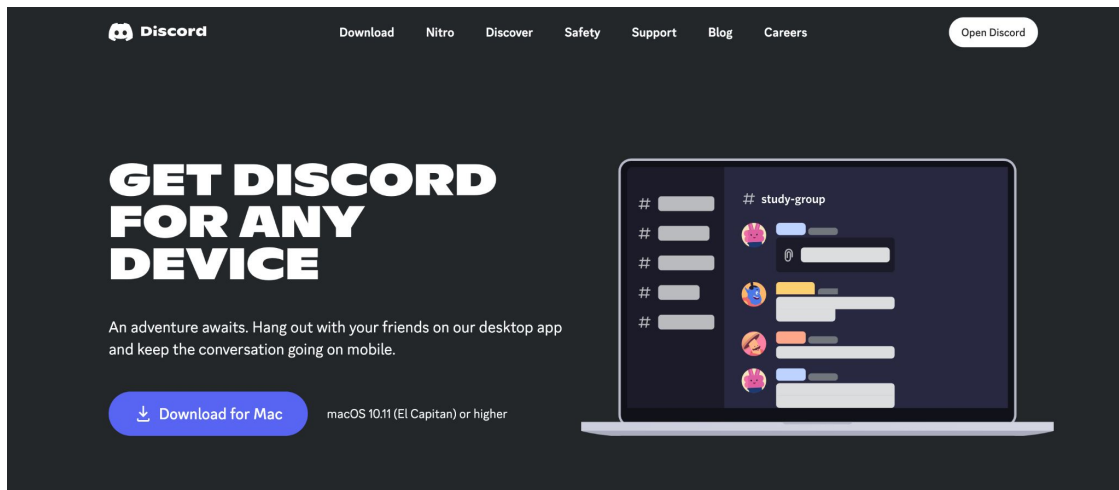 Discord
Download Nitro Discover Safety Support Blog Careers
Open Discord
GET DISCORD
FOR ANY
DEVICE
An adventure awaits. Hang out with your friends on our desktop app
and keep the conversation going on mobile.
Download for Mac
macOS 10.11 (El Capitan) or higher
# study-group
#
#
#
#
#